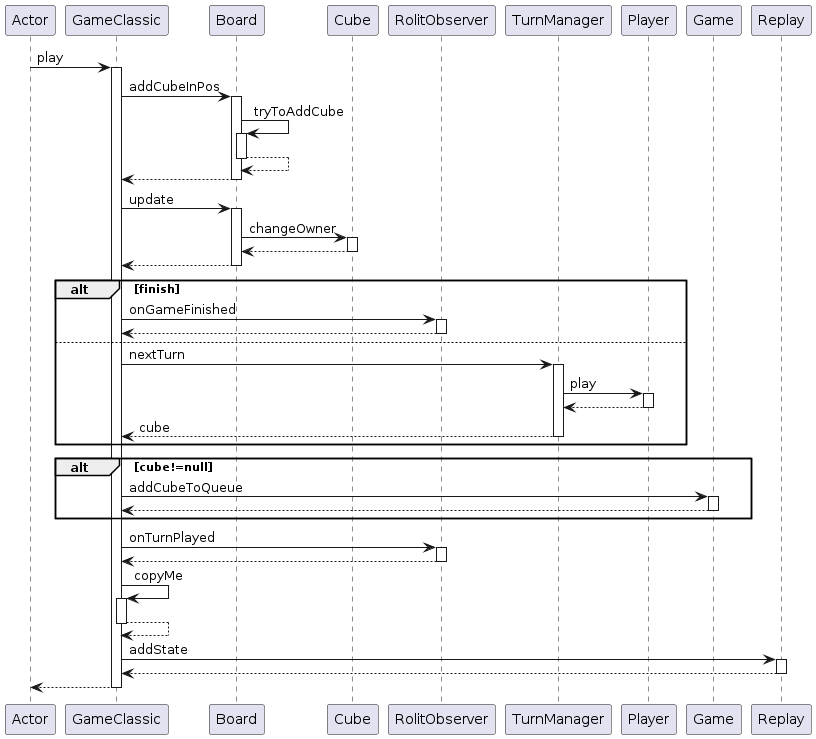 Actor GameClassic Board Cube RolitObserver TurnManager Player Game Replay
play
addCubeInPos
tryToAddCube
update
changeOwner
alt [finish]
onGameFinished
nextTurn
play
cube
alt [cube!=null]
addCubeToQueue
onTurnPlayed
copyMe
addState
Actor GameClassic Board Cube RolitObserver TurnManager Player Game Replay